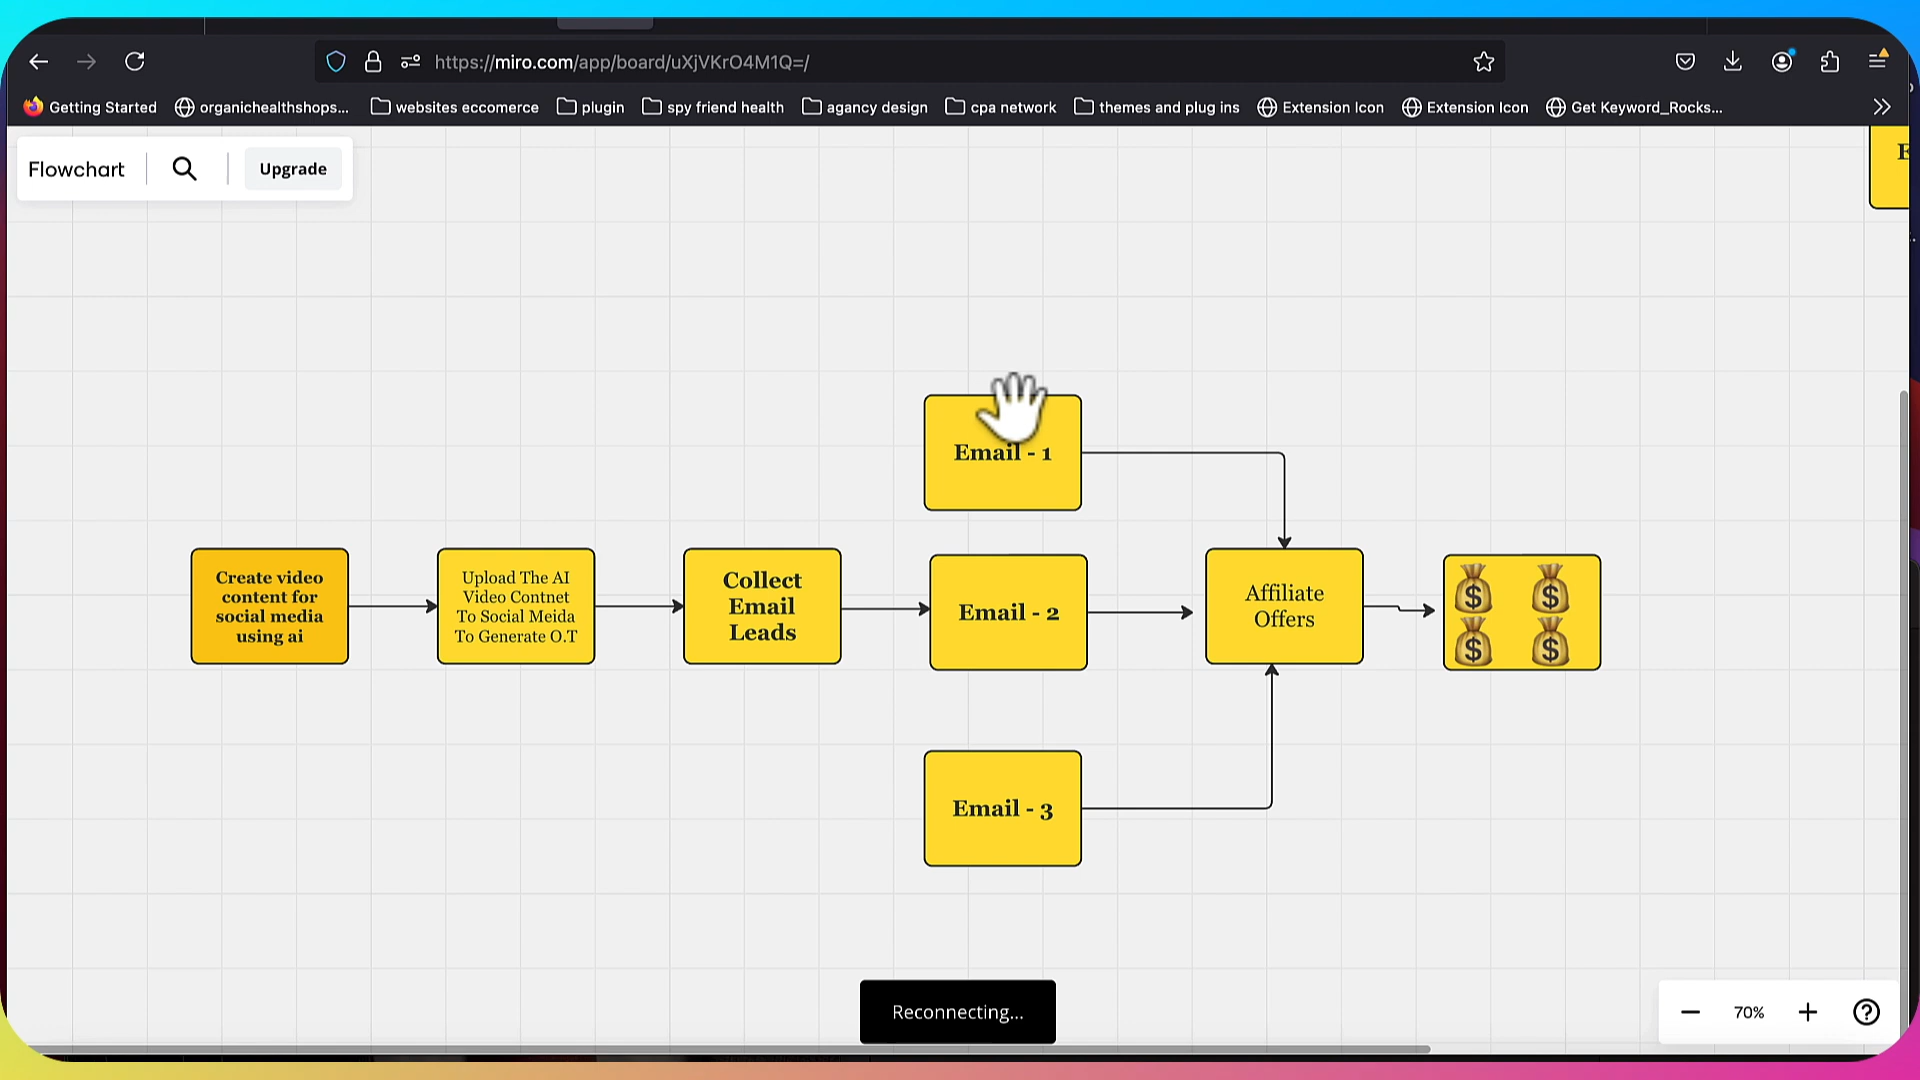 https://miro.com/app/board/uXjVKrO4M1Q=/
Getting Started
organichealthshops...
websites eccomerce
plugin
spy friend health
agancy design
cpa network
themes and plug ins
Extension Icon
Extension Icon
Get Keyword_Rocks...
Flowchart
Upgrade
Create video
content for
social media
using ai
Upload The AI
Video Contnet
To Social Meida
To Generate O.T
Collect
Email
Leads
Email - 1
Email - 2
Email - 3
Affiliate
Offers
$ $
$ $
Reconnecting...
70%